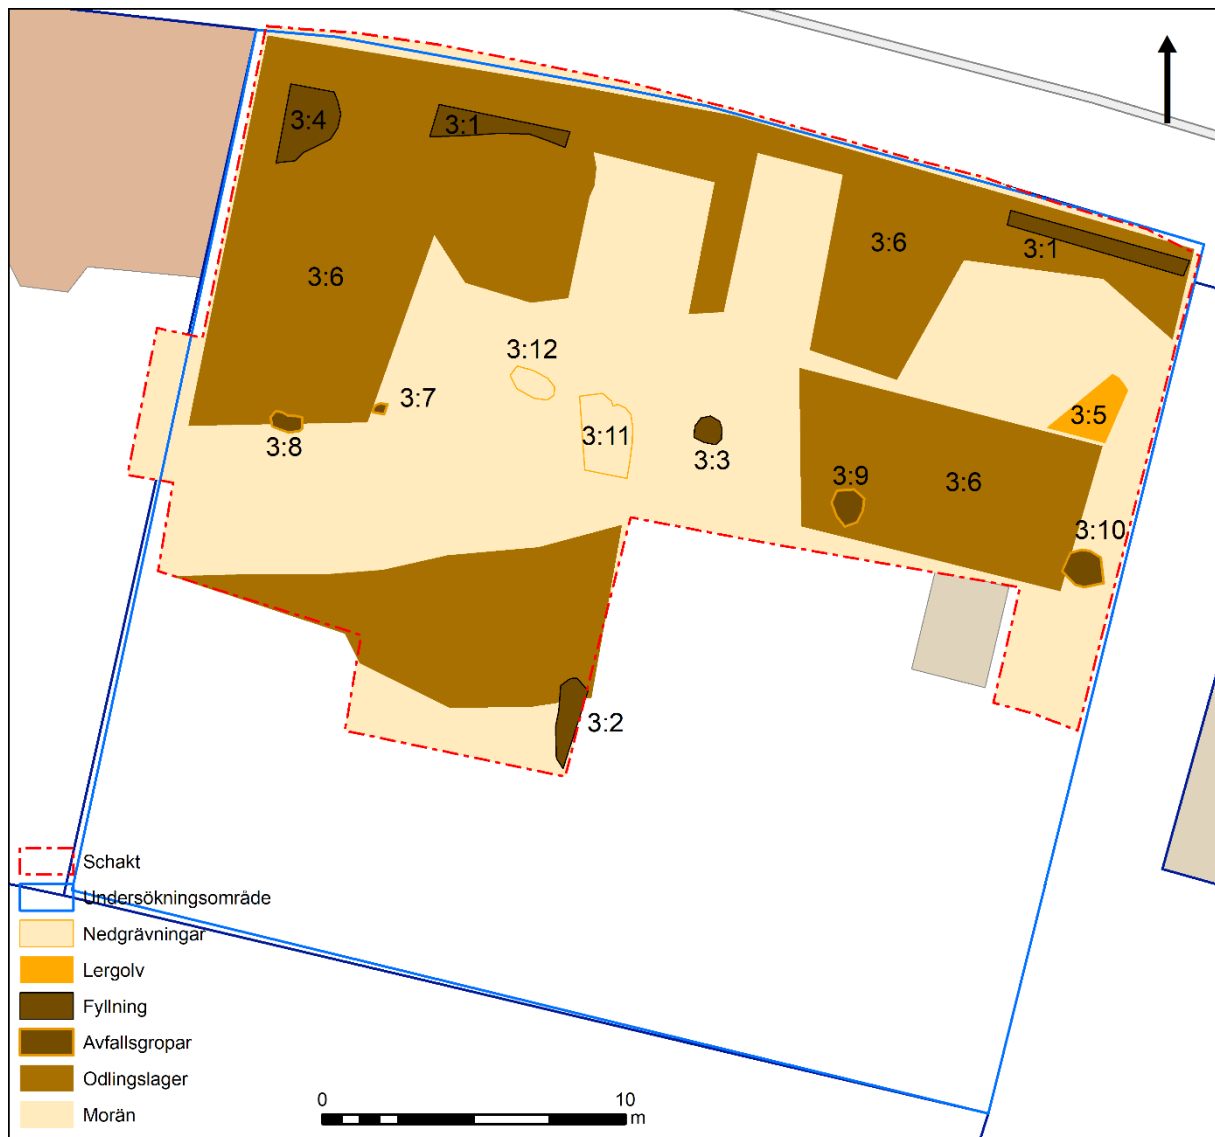 3:4
3:1
3:6
3:1
3:6
3:12
3:7
3:5
3:11
3:8
3:3
3:9
3:6
3:10
3:2
Schakt
Undersökningsområde
Nedgrävningar
Lergolv
Fyllning
Avfallsgropar
Odlingslager
Morän
0
10
m